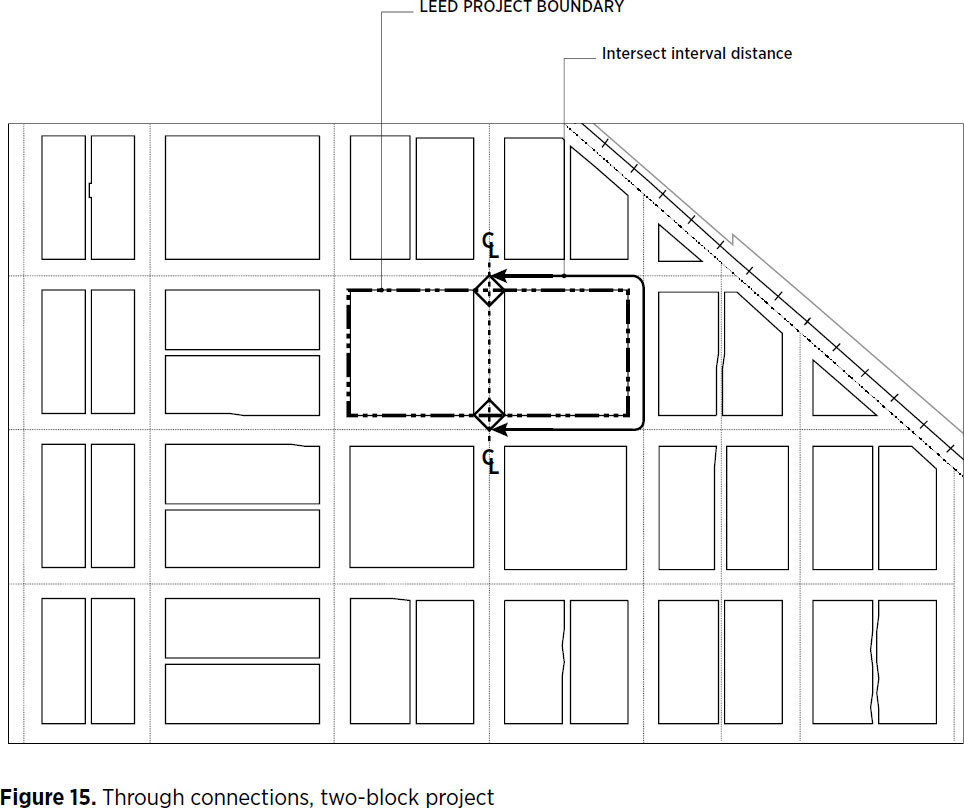 LEED PROJECT BOUNDARY
Intersect interval distance
CL
CL
Figure 15. Through connections, two-block project